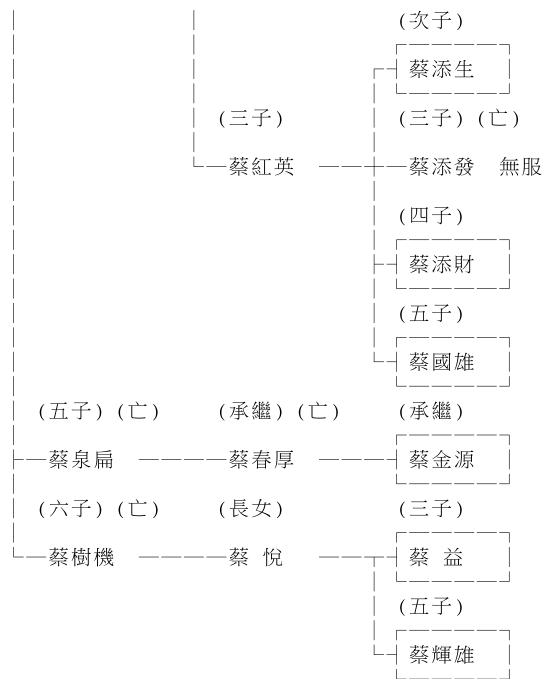 (次子)
蔡添生
(三子) (三子) (亡)
蔡紅英 蔡添發 無服
(四子)
蔡添財
(五子)
蔡國雄
(五子) (亡) (承繼) (亡) (承繼)
蔡泉扁 蔡春厚 蔡金源
(六子) (亡) (長女) (三子)
蔡樹機 蔡 悅 蔡 益
(五子)
蔡輝雄